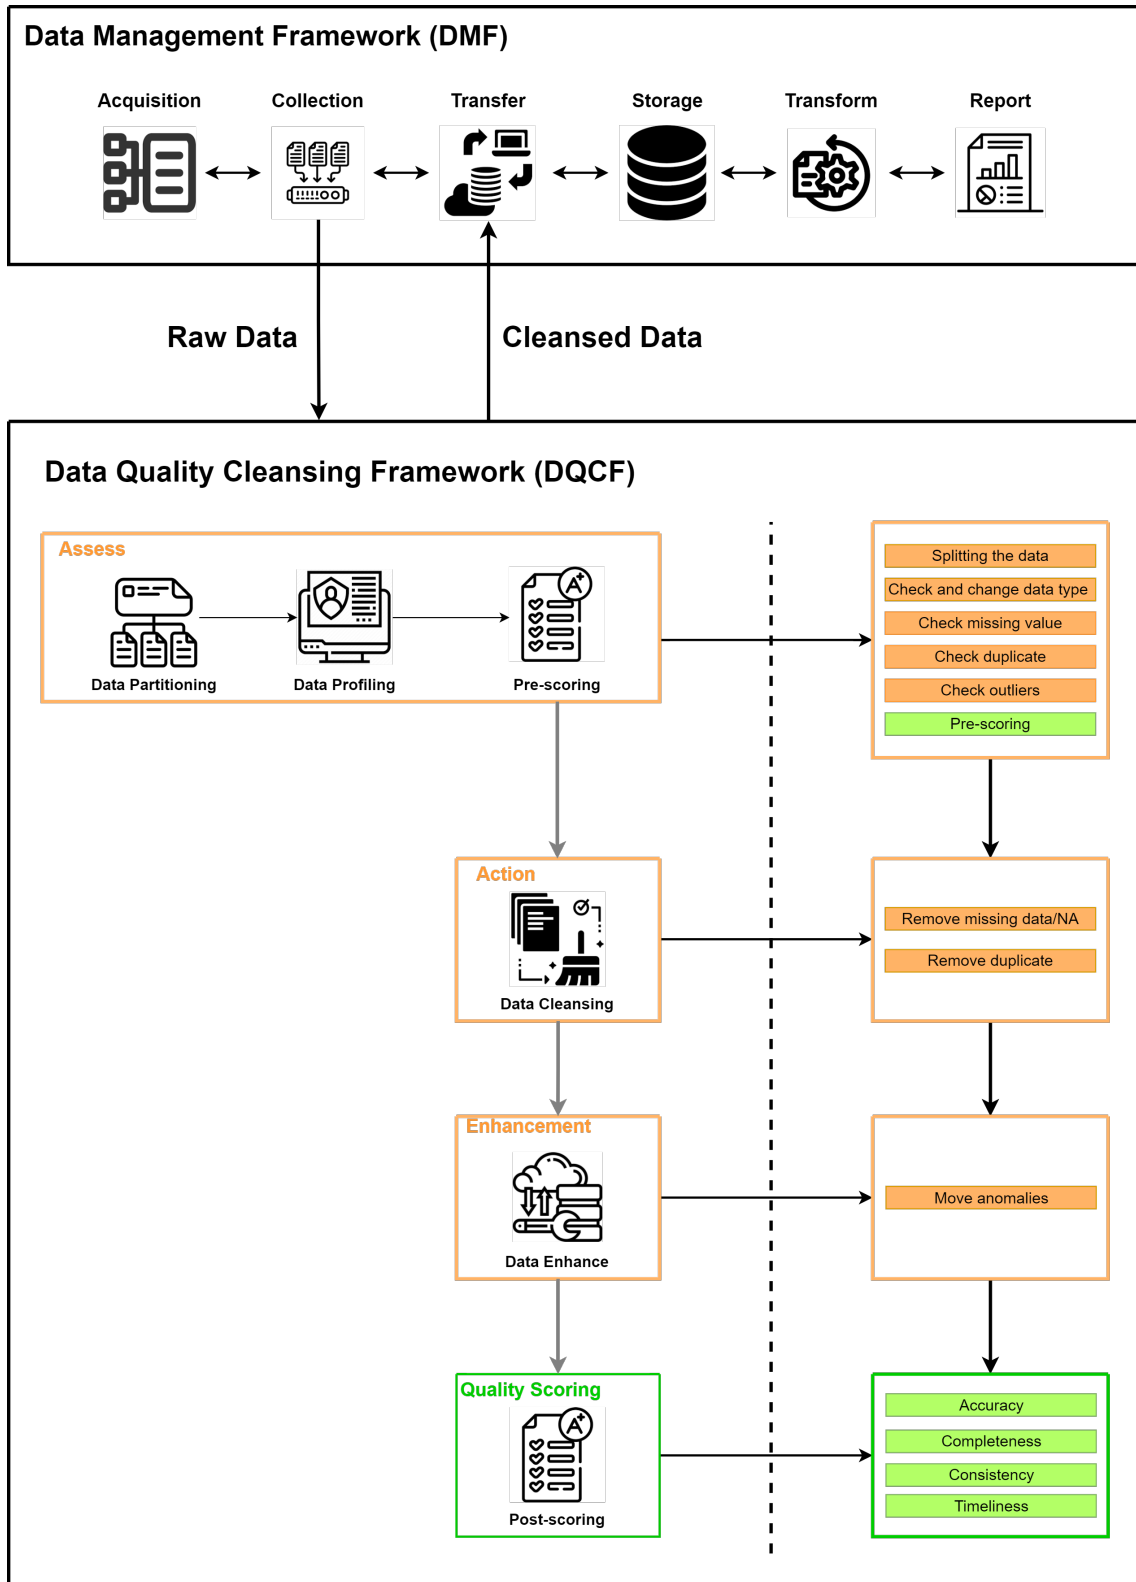 Data Management Framework (DMF)
Acquisition
Collection
Transfer
Storage
Transform
Report
Raw Data
Cleansed Data
Data Quality Cleansing Framework (DQCF)
Assess
Data Partitioning
Data Profiling
Pre-scoring
Splitting the data
Check and change data type
Check missing value
Check duplicate
Check outliers
Pre-scoring
Action
Data Cleansing
Remove missing data/NA
Remove duplicate
Enhancement
Data Enhance
Move anomalies
Quality Scoring
Post-scoring
Accuracy
Completeness
Consistency
Timeliness